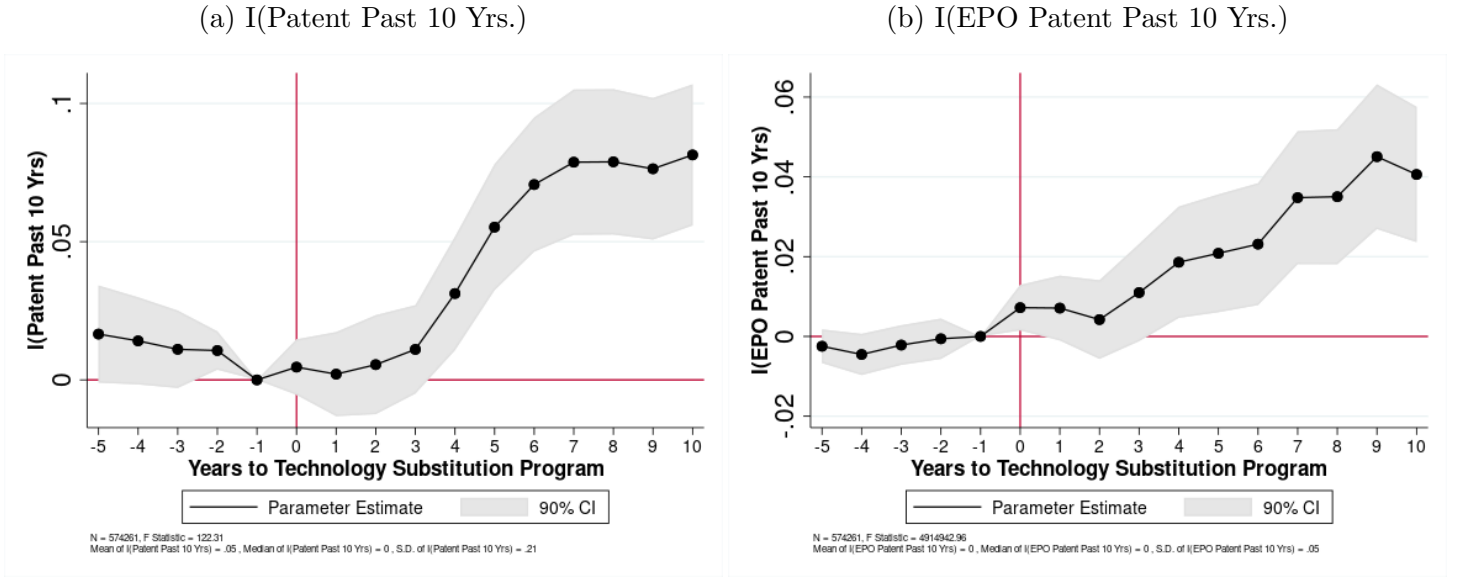 (a) I(Patent Past 10 Yrs.)
I(Patent Past 10 Yrs)
.1
.05
0
-5 -4 -3 -2 -1 0 1 2 3 4 5 6 7 8 9 10
Years to Technology Substitution Program
Parameter Estimate 90% CI
N = 574261, F Statistic = 122.31
Mean of I(Patent Past 10 Yrs) = .05 , Median of I(Patent Past 10 Yrs) = 0 , S.D. of I(Patent Past 10 Yrs) = .21
(b) I(EPO Patent Past 10 Yrs.)
I(EPO Patent Past 10 Yrs)
.06
.04
.02
0
-.02
-5 -4 -3 -2 -1 0 1 2 3 4 5 6 7 8 9 10
Years to Technology Substitution Program
Parameter Estimate 90% CI
N = 574261, F Statistic = 4914942.96
Mean of I(EPO Patent Past 10 Yrs) = 0 , Median of I(EPO Patent Past 10 Yrs) = 0 , S.D. of I(EPO Patent Past 10 Yrs) = .05